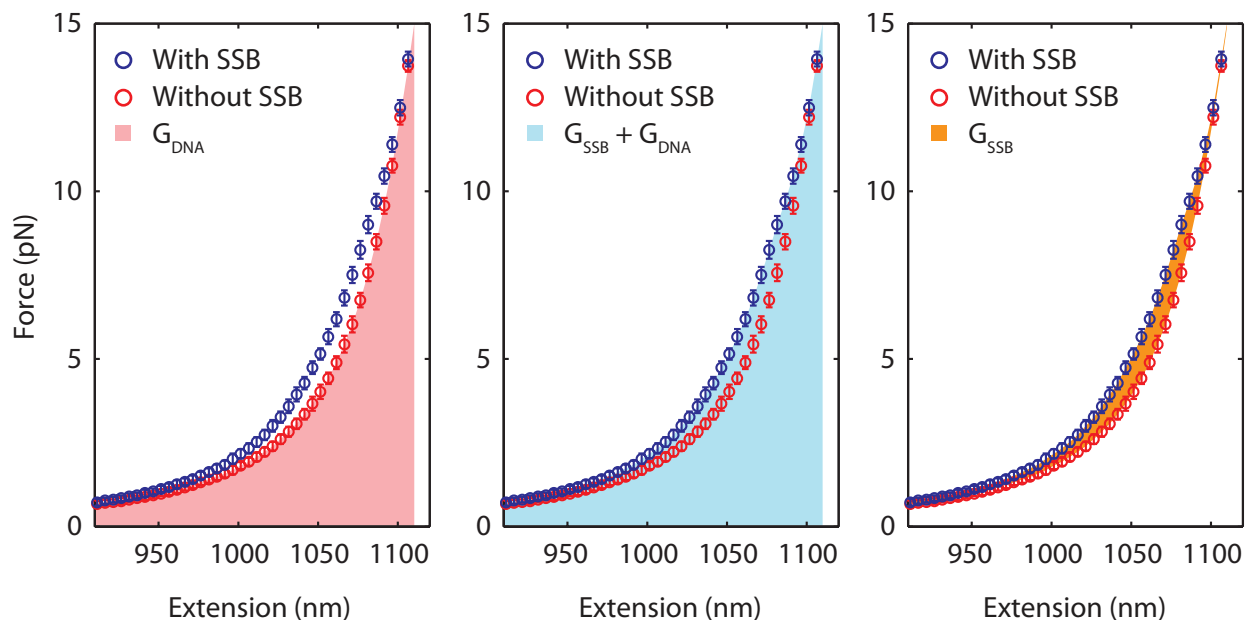 15
10
5
0
Force (pN)
With SSB
Without SSB
G_DNA
950 1000 1050 1100
Extension (nm)
15
10
5
0
With SSB
Without SSB
G_SSB + G_DNA
950 1000 1050 1100
Extension (nm)
15
10
5
0
With SSB
Without SSB
G_SSB
950 1000 1050 1100
Extension (nm)